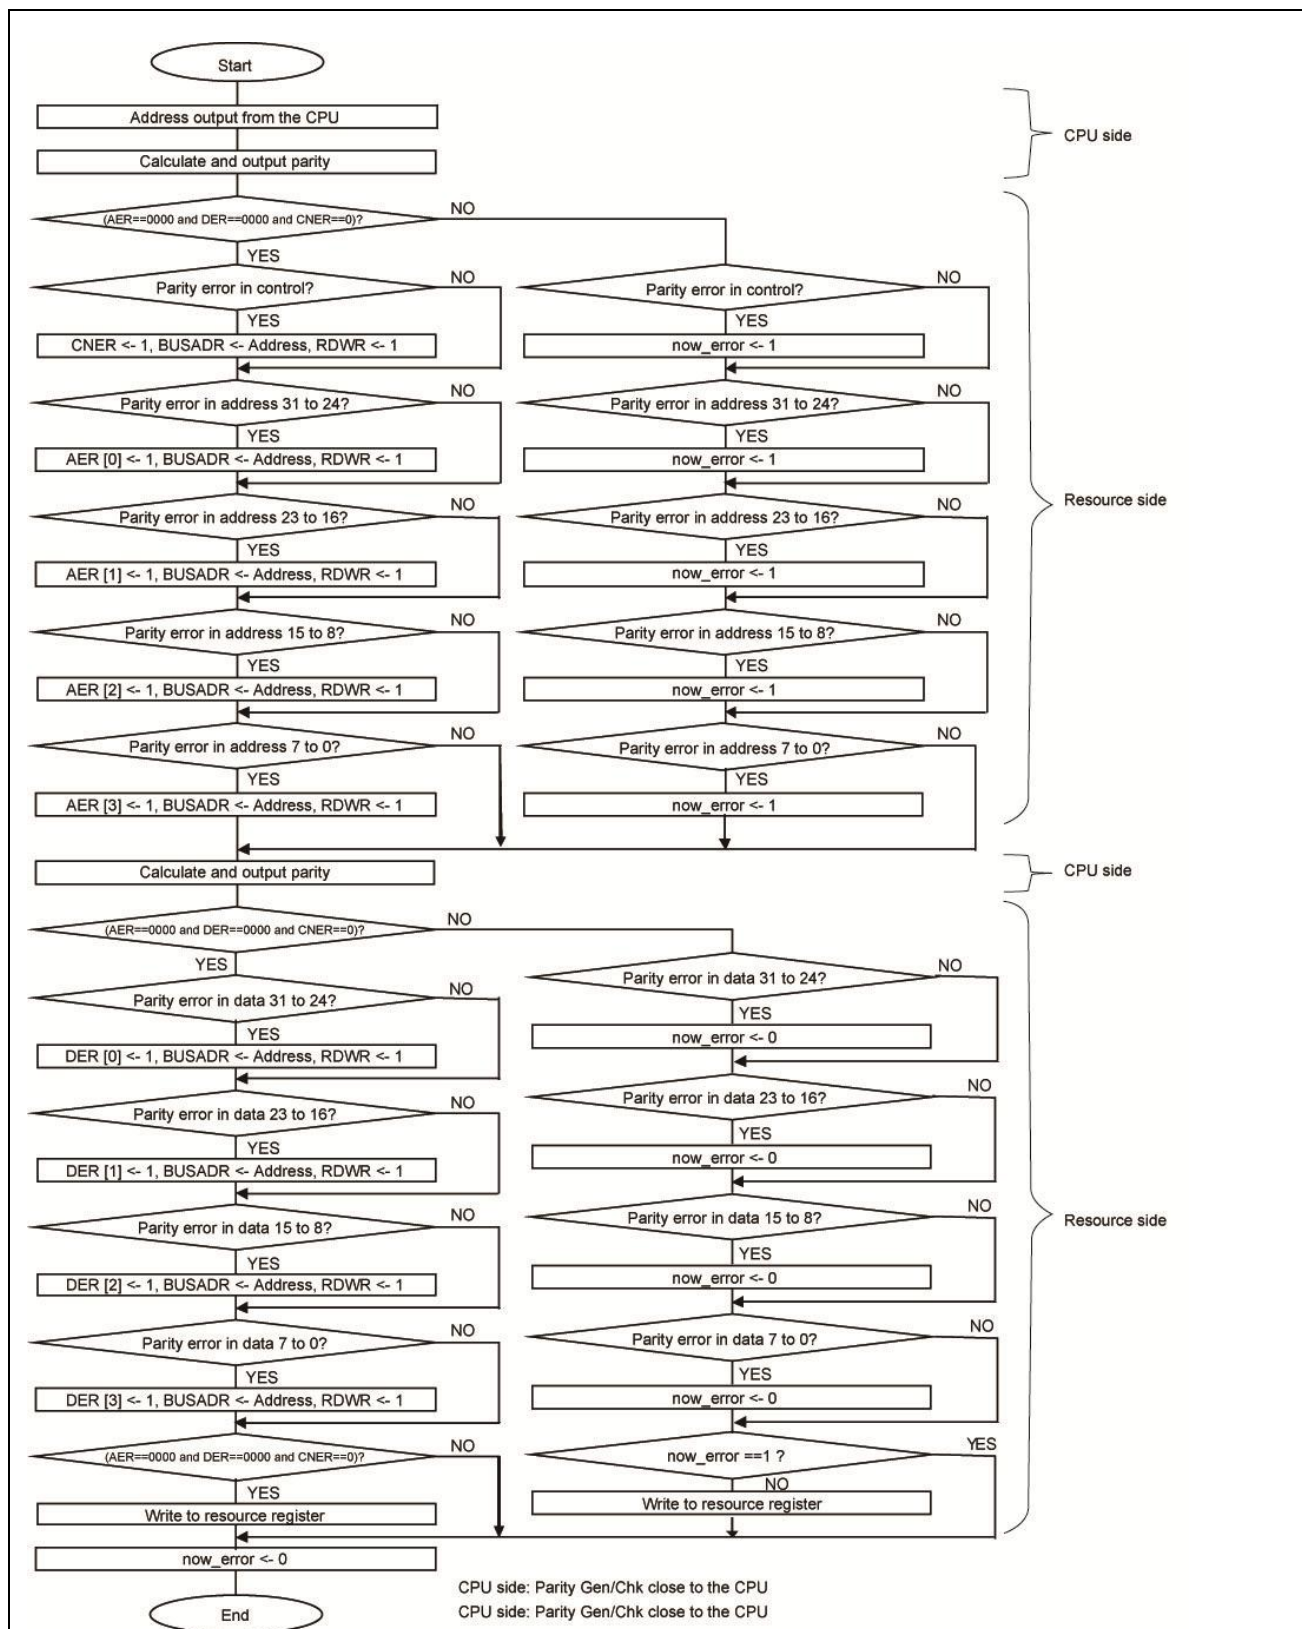 Start
Address output from the CPU
Calculate and output parity
CPU side
(AER==0000 and DER==0000 and CNER==0)?
NO
YES
Parity error in control?
NO
YES
CNER <- 1, BUSADR <- Address, RDWR <- 1
Parity error in address 31 to 24?
NO
YES
AER [0] <- 1, BUSADR <- Address, RDWR <- 1
Parity error in address 23 to 16?
NO
YES
AER [1] <- 1, BUSADR <- Address, RDWR <- 1
Parity error in address 15 to 8?
NO
YES
AER [2] <- 1, BUSADR <- Address, RDWR <- 1
Parity error in address 7 to 0?
NO
YES
AER [3] <- 1, BUSADR <- Address, RDWR <- 1
Parity error in control?
NO
YES
now_error <- 1
Parity error in address 31 to 24?
NO
YES
now_error <- 1
Parity error in address 23 to 16?
NO
YES
now_error <- 1
Parity error in address 15 to 8?
NO
YES
now_error <- 1
Parity error in address 7 to 0?
NO
YES
now_error <- 1
Resource side
Calculate and output parity
CPU side
(AER==0000 and DER==0000 and CNER==0)?
NO
YES
Parity error in data 31 to 24?
NO
YES
DER [0] <- 1, BUSADR <- Address, RDWR <- 1
Parity error in data 23 to 16?
NO
YES
DER [1] <- 1, BUSADR <- Address, RDWR <- 1
Parity error in data 15 to 8?
NO
YES
DER [2] <- 1, BUSADR <- Address, RDWR <- 1
Parity error in data 7 to 0?
NO
YES
DER [3] <- 1, BUSADR <- Address, RDWR <- 1
(AER==0000 and DER==0000 and CNER==0)?
NO
YES
Write to resource register
Parity error in data 31 to 24?
NO
YES
now_error <- 0
Parity error in data 23 to 16?
NO
YES
now_error <- 0
Parity error in data 15 to 8?
NO
YES
now_error <- 0
Parity error in data 7 to 0?
NO
YES
now_error <- 0
now_error ==1 ?
YES
NO
Write to resource register
Resource side
now_error <- 0
End
CPU side: Parity Gen/Chk close to the CPU
CPU side: Parity Gen/Chk close to the CPU